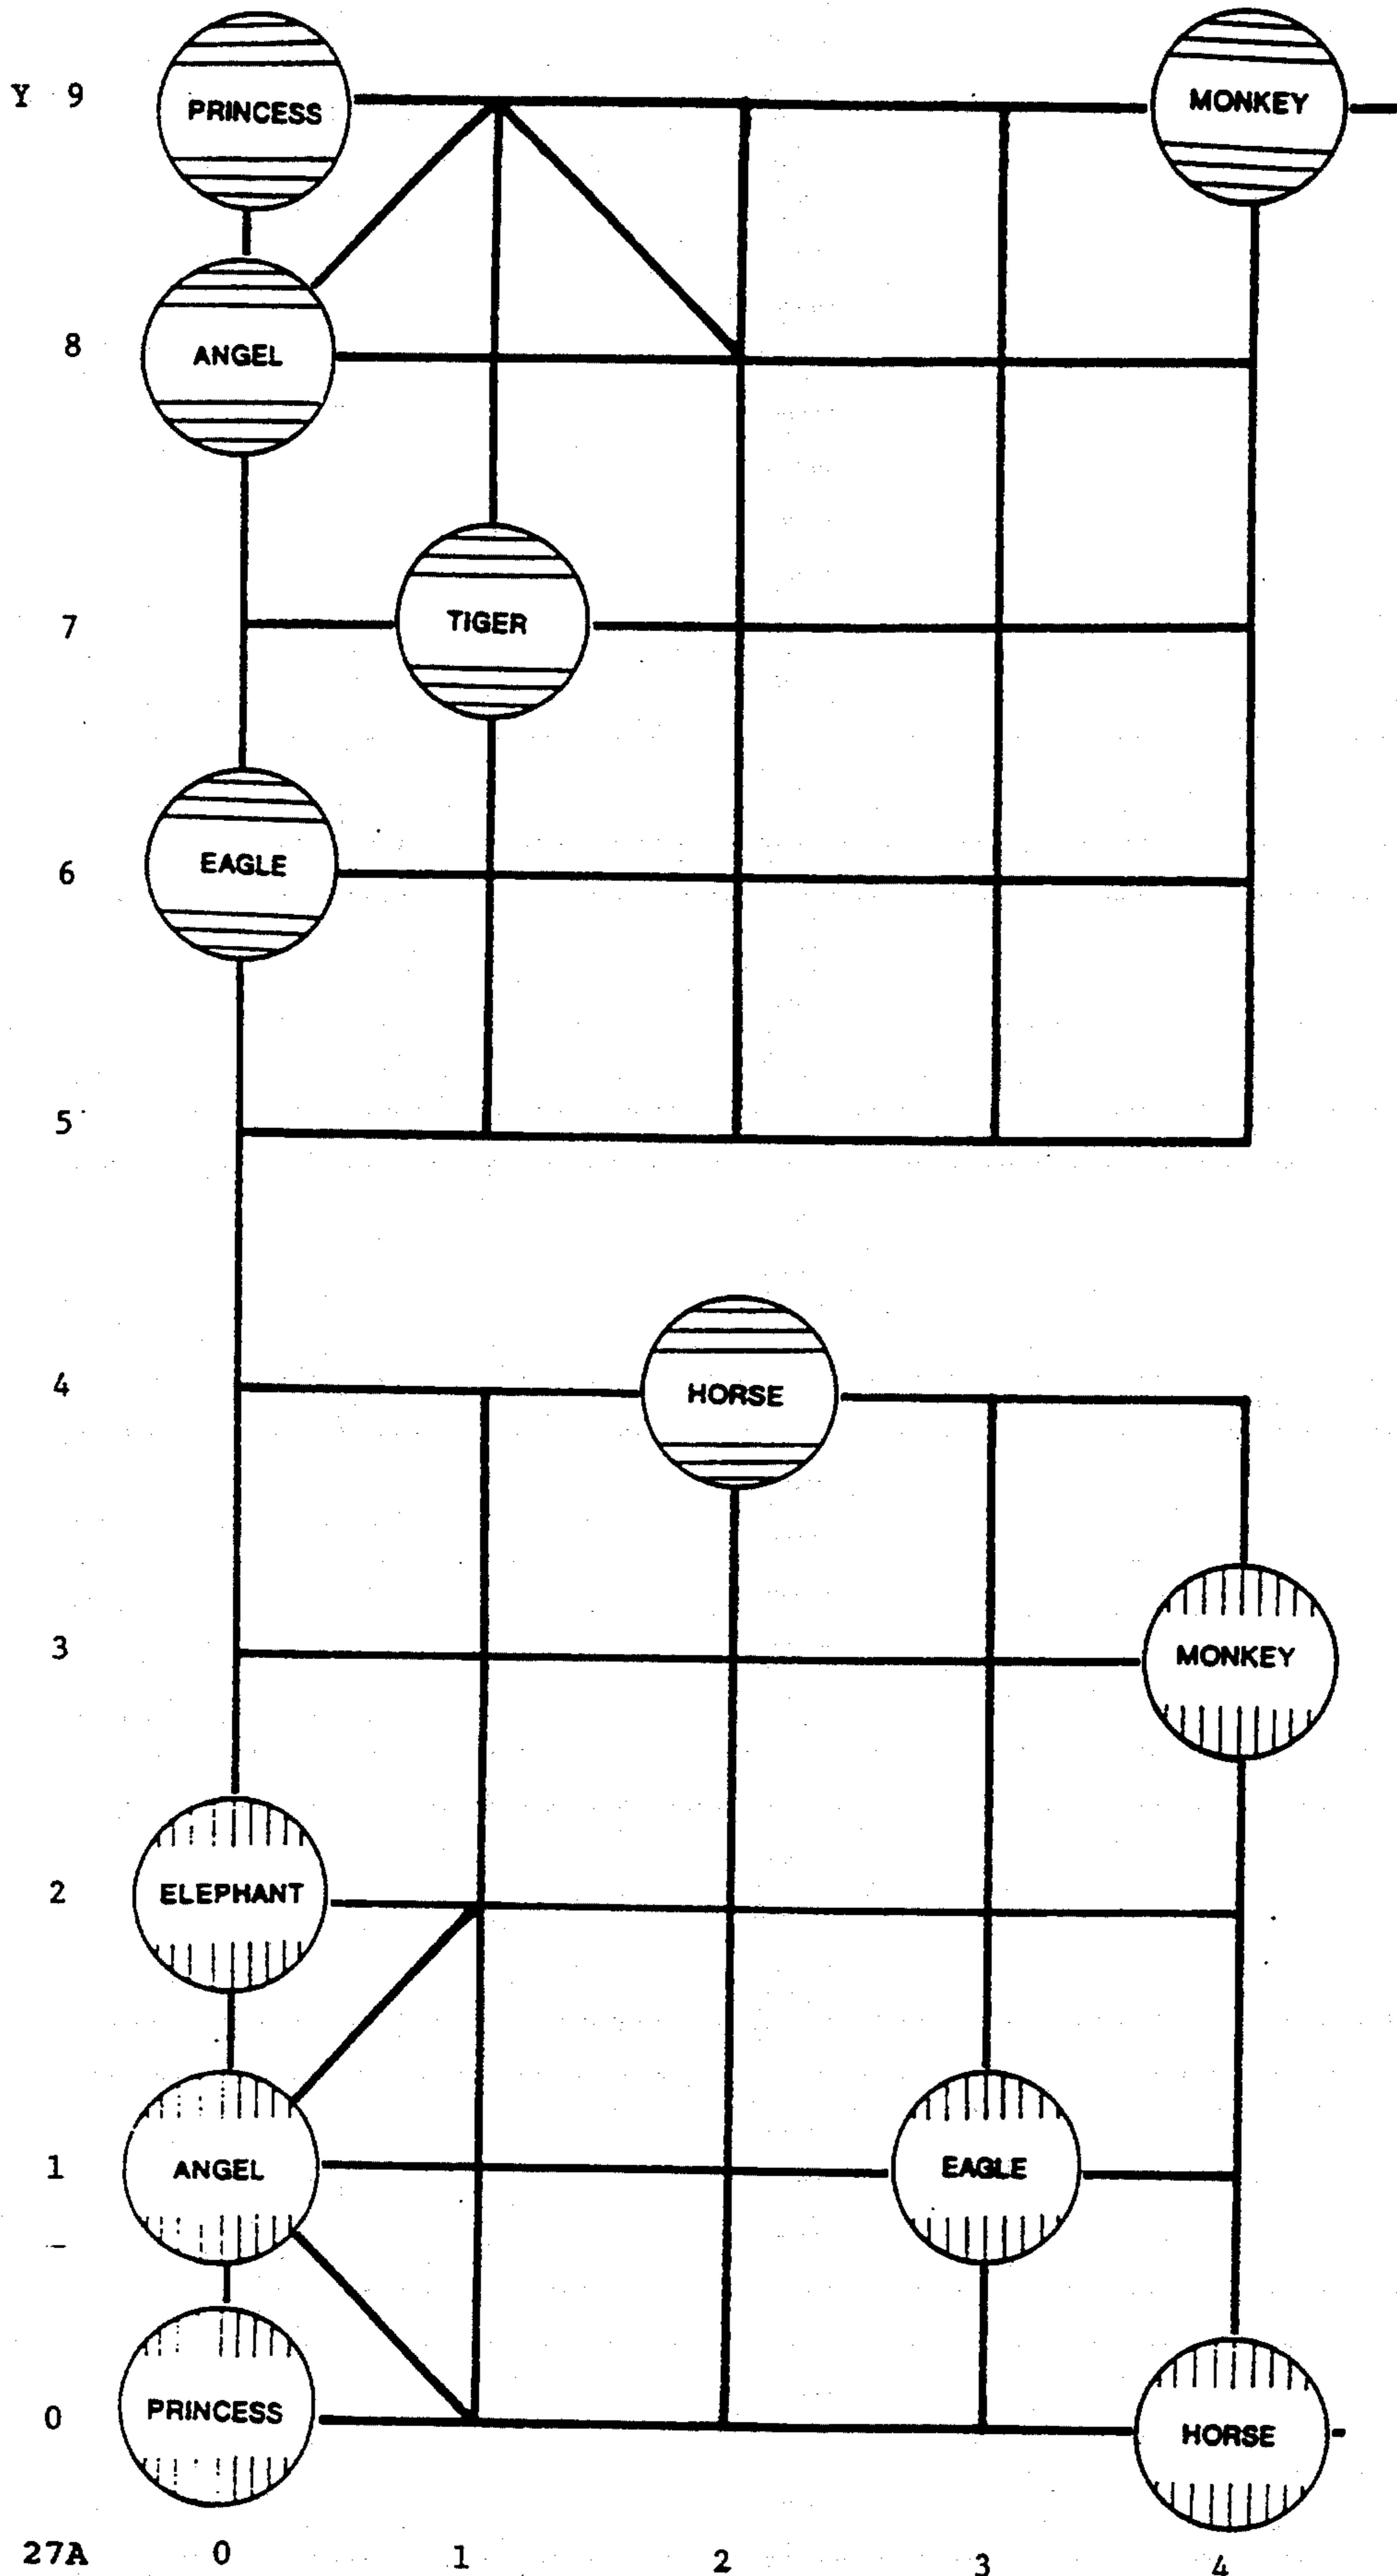 Y 9 PRINCESS MONKEY
8 ANGEL
7 TIGER
6 EAGLE
5
4 HORSE
3 MONKEY
2 ELEPHANT
1 ANGEL EAGLE
0 PRINCESS HORSE
27A 0 1 2 3 4